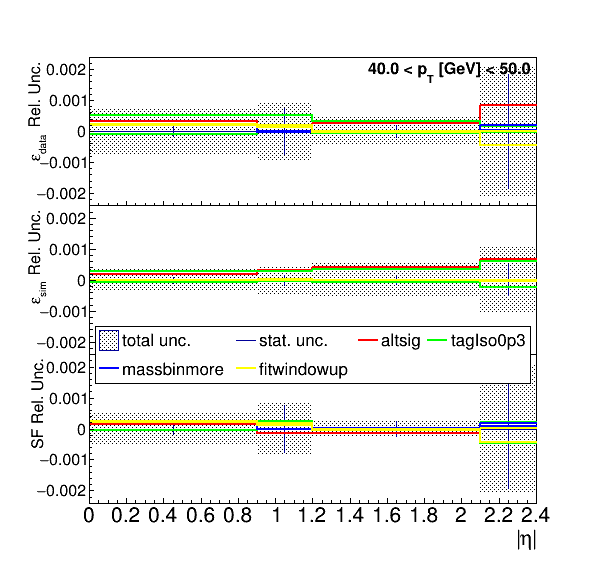 40.0 < p_T [GeV] < 50.0
ε_data Rel. Unc.
0.002
0.001
0
−0.001
−0.002
ε_sim Rel. Unc.
0.002
0.001
0
−0.001
−0.002
total unc. stat. unc. altsig tagIso0p3
massbinmore fitwindowup
SF Rel. Unc.
0.002
0.001
0
−0.001
−0.002
0 0.2 0.4 0.6 0.8 1 1.2 1.4 1.6 1.8 2 2.2 2.4
|η|